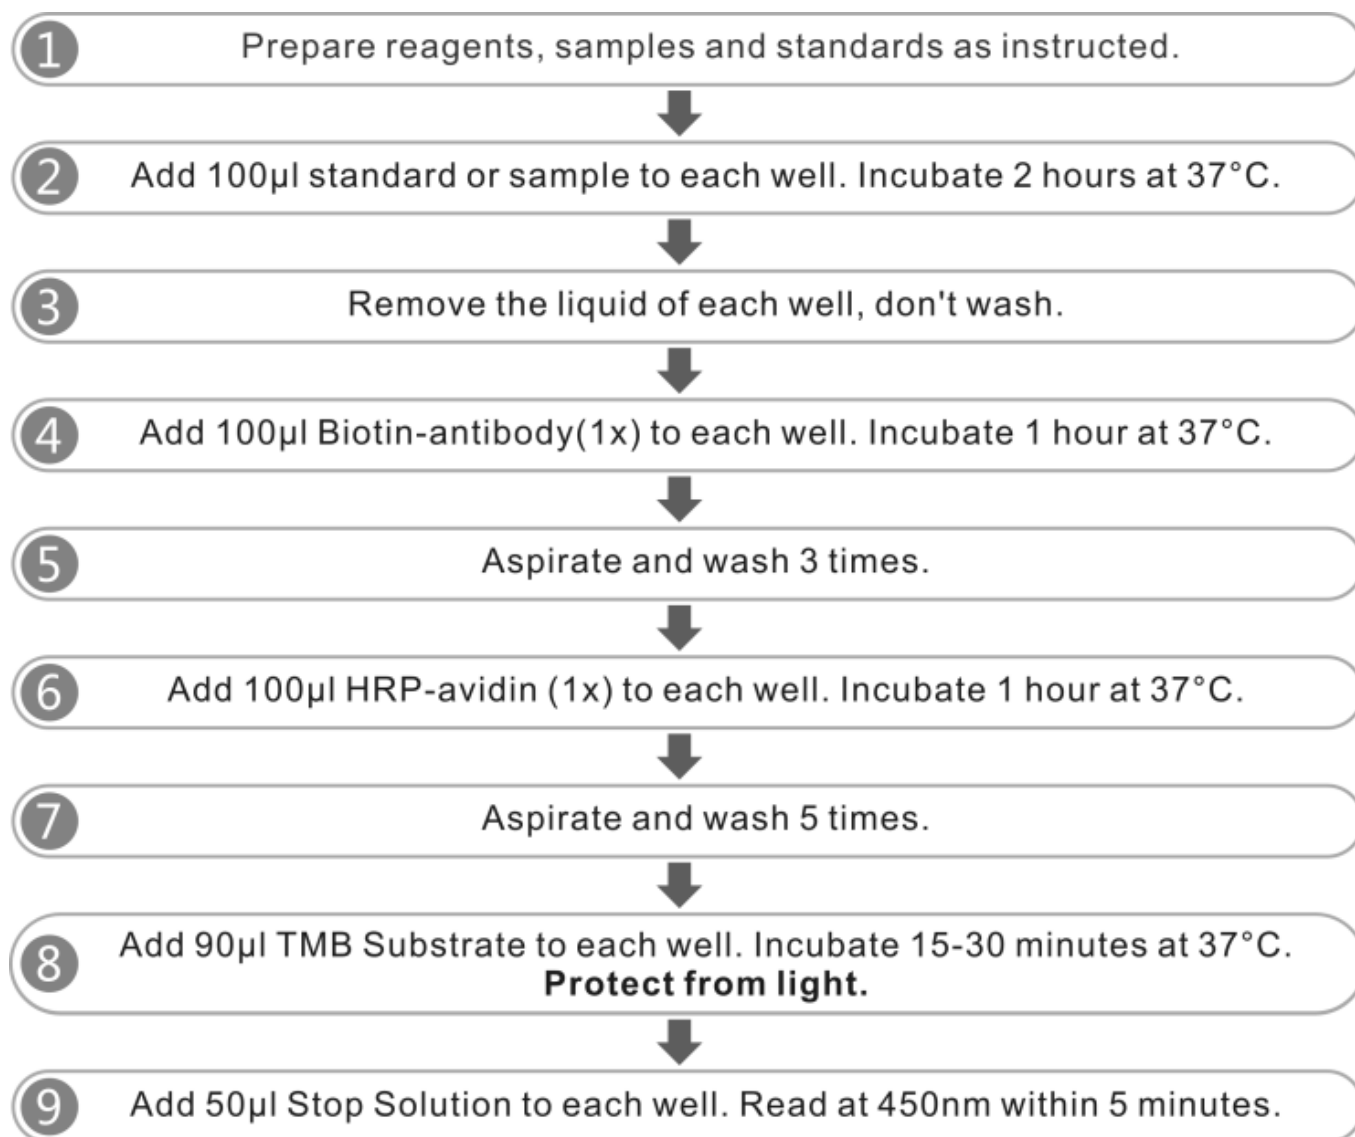 1 Prepare reagents, samples and standards as instructed.
2 Add 100µl standard or sample to each well. Incubate 2 hours at 37°C.
3 Remove the liquid of each well, don't wash.
4 Add 100µl Biotin-antibody(1x) to each well. Incubate 1 hour at 37°C.
5 Aspirate and wash 3 times.
6 Add 100µl HRP-avidin (1x) to each well. Incubate 1 hour at 37°C.
7 Aspirate and wash 5 times.
8 Add 90µl TMB Substrate to each well. Incubate 15-30 minutes at 37°C.
Protect from light.
9 Add 50µl Stop Solution to each well. Read at 450nm within 5 minutes.